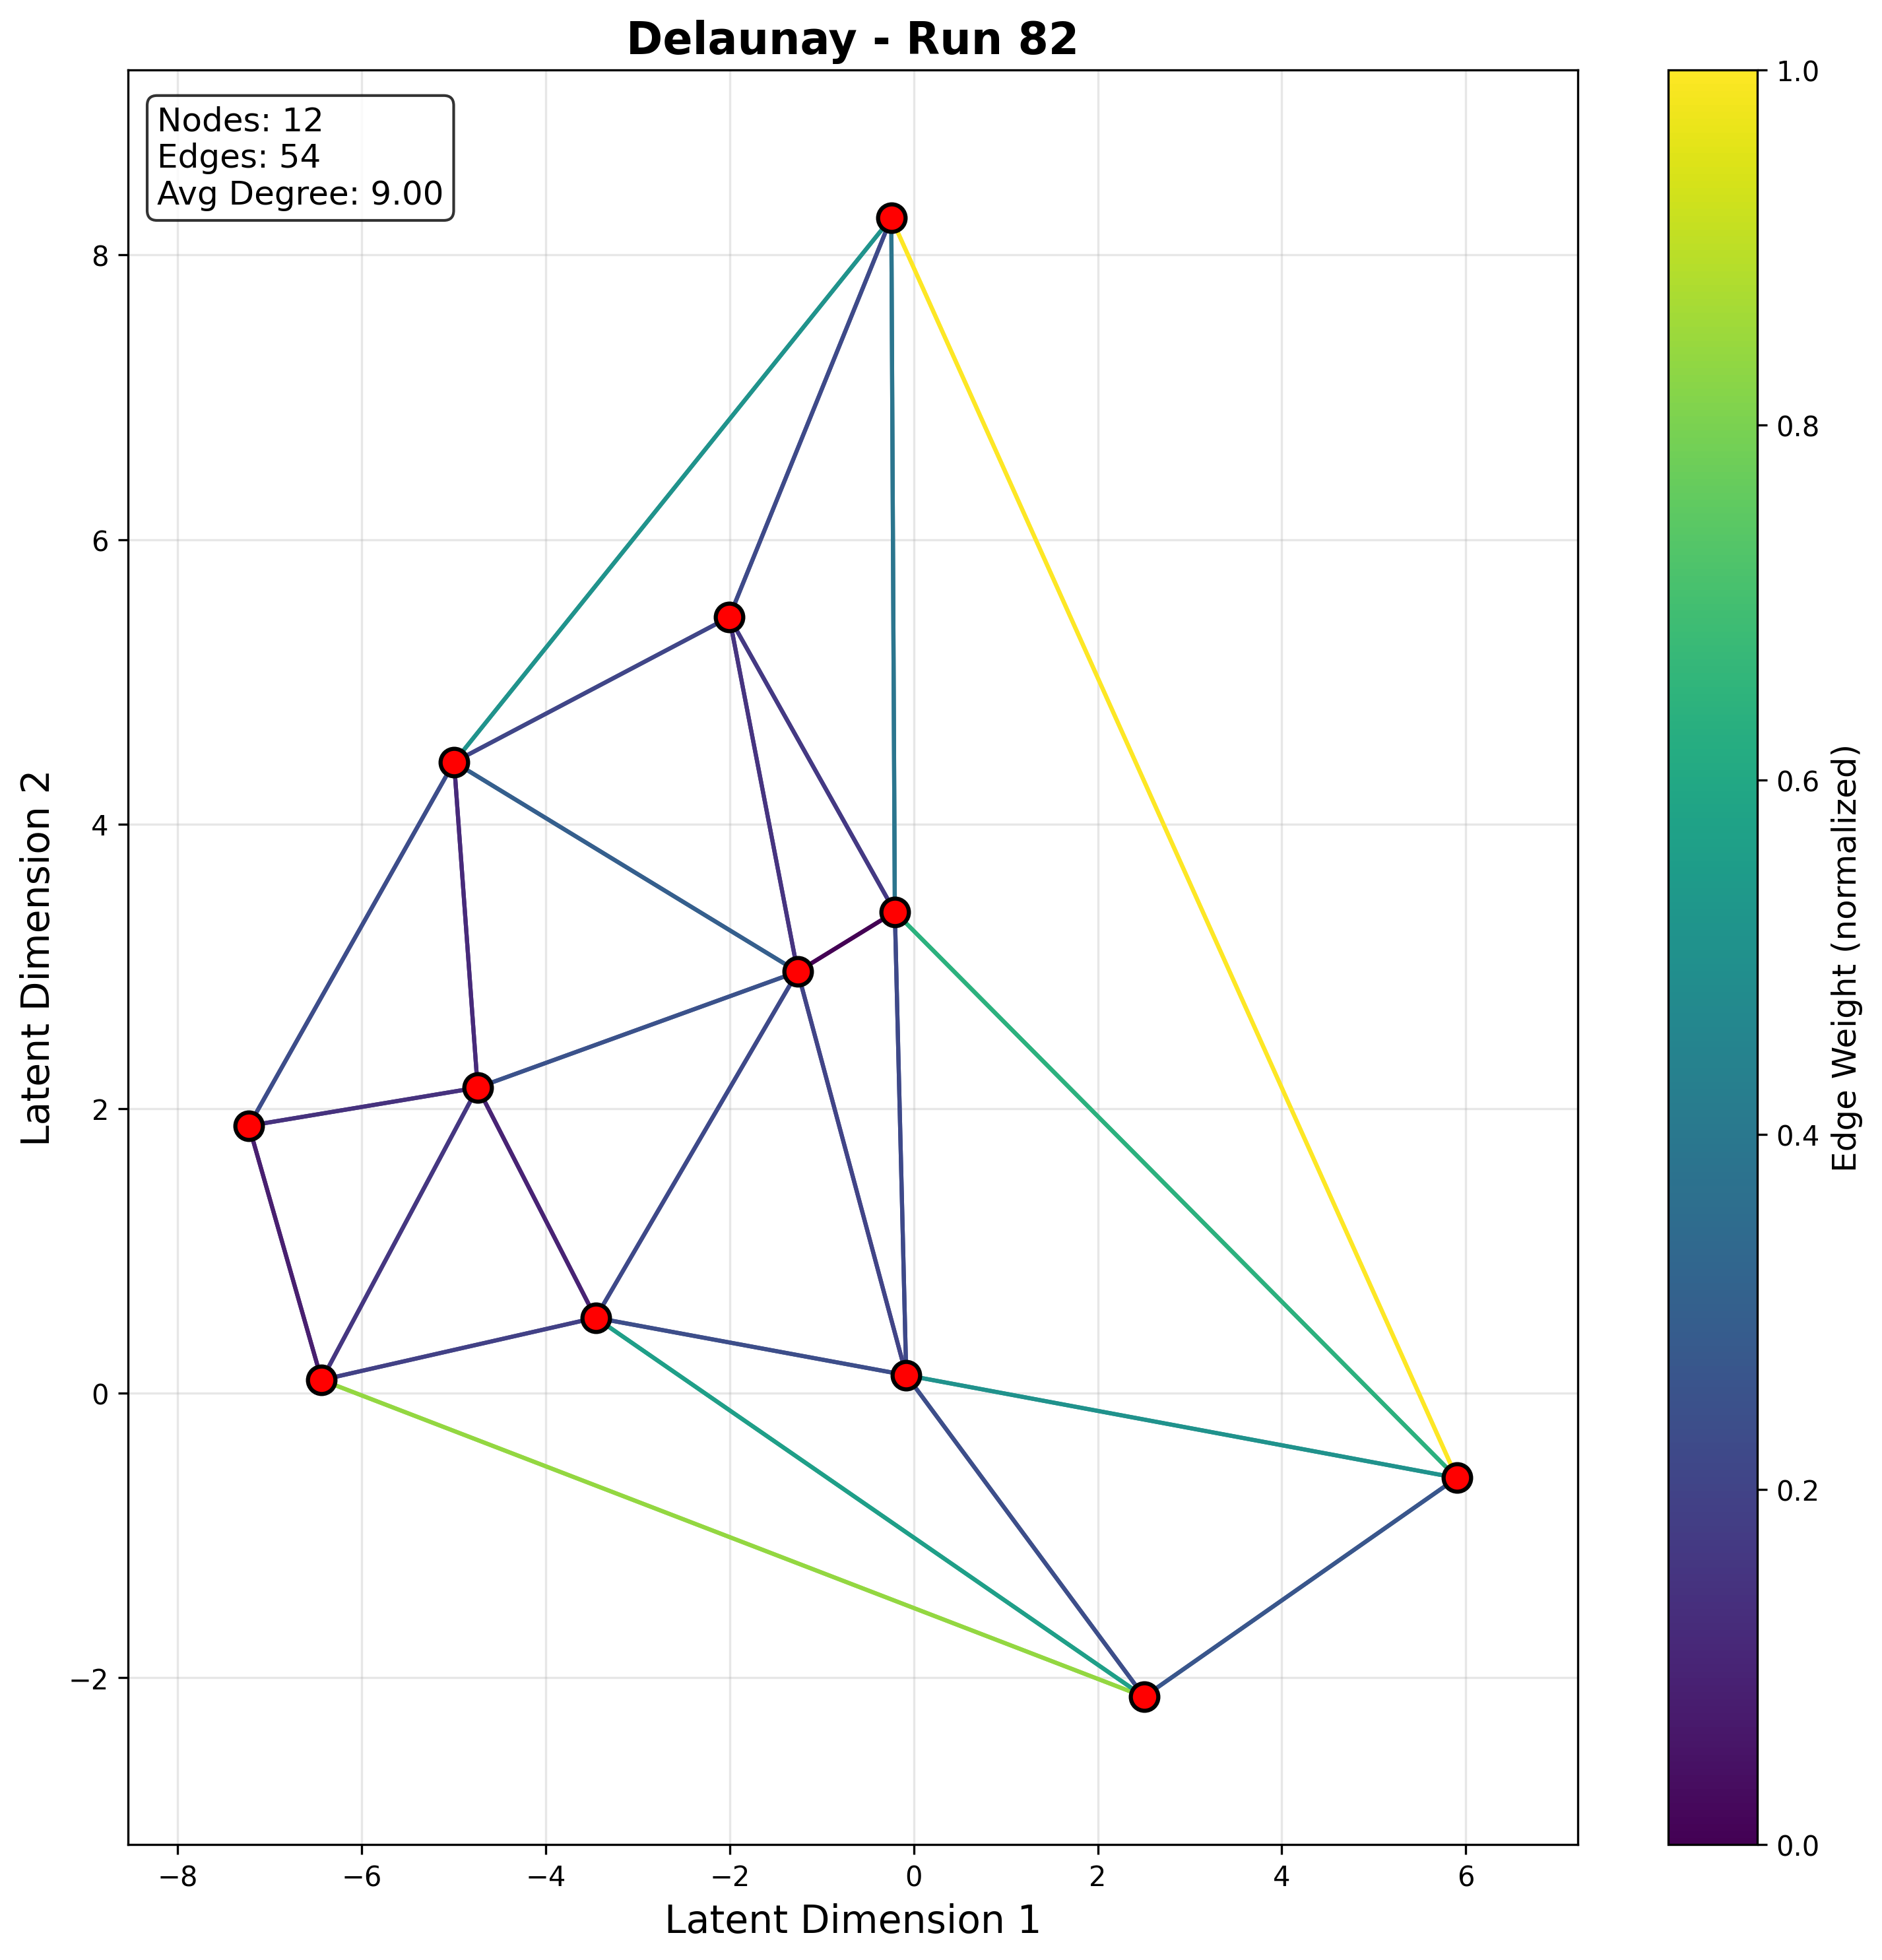 Delaunay - Run 82
Nodes: 12
Edges: 54
Avg Degree: 9.00
8
6
4
2
0
−2
Latent Dimension 2
−8
−6
−4
−2
0
2
4
6
Latent Dimension 1
1.0
0.8
0.6
0.4
0.2
0.0
Edge Weight (normalized)